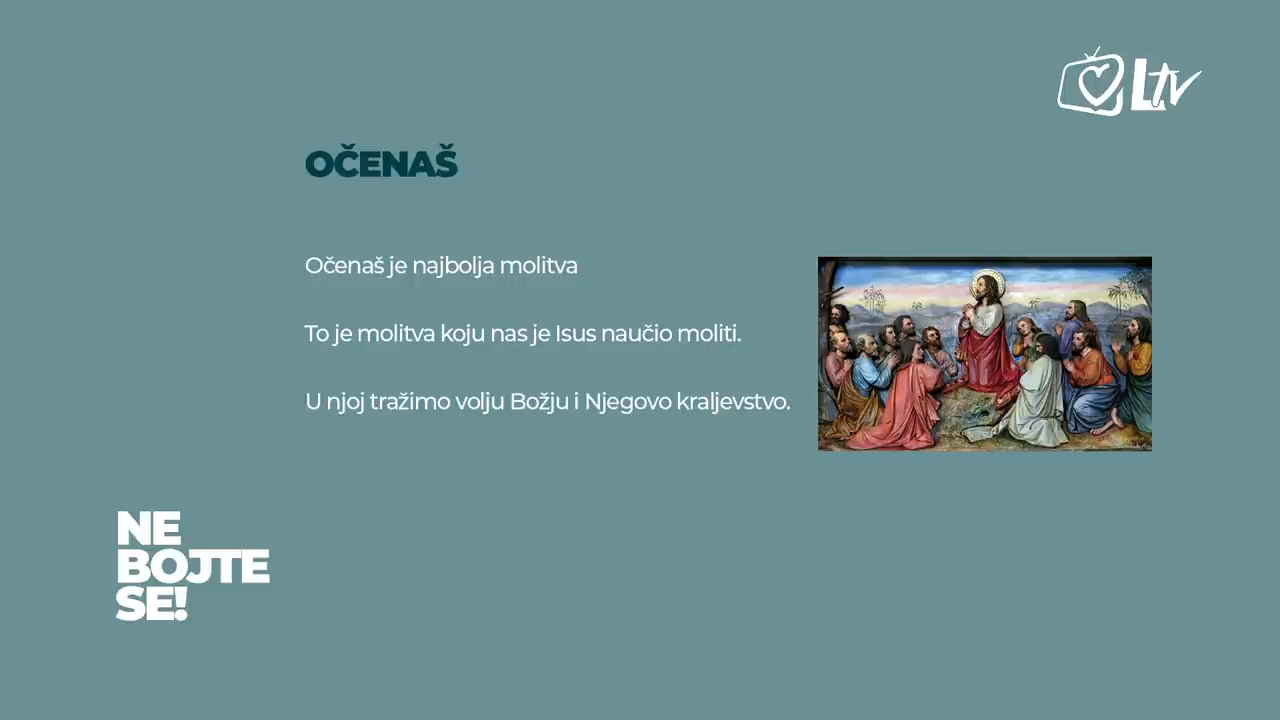 LTV
OČENAŠ
Očenaš je najbolja molitva
To je molitva koju nas je Isus naučio moliti.
U njoj tražimo volju Božju i Njegovo kraljevstvo.
NE
BOJTE
SE!